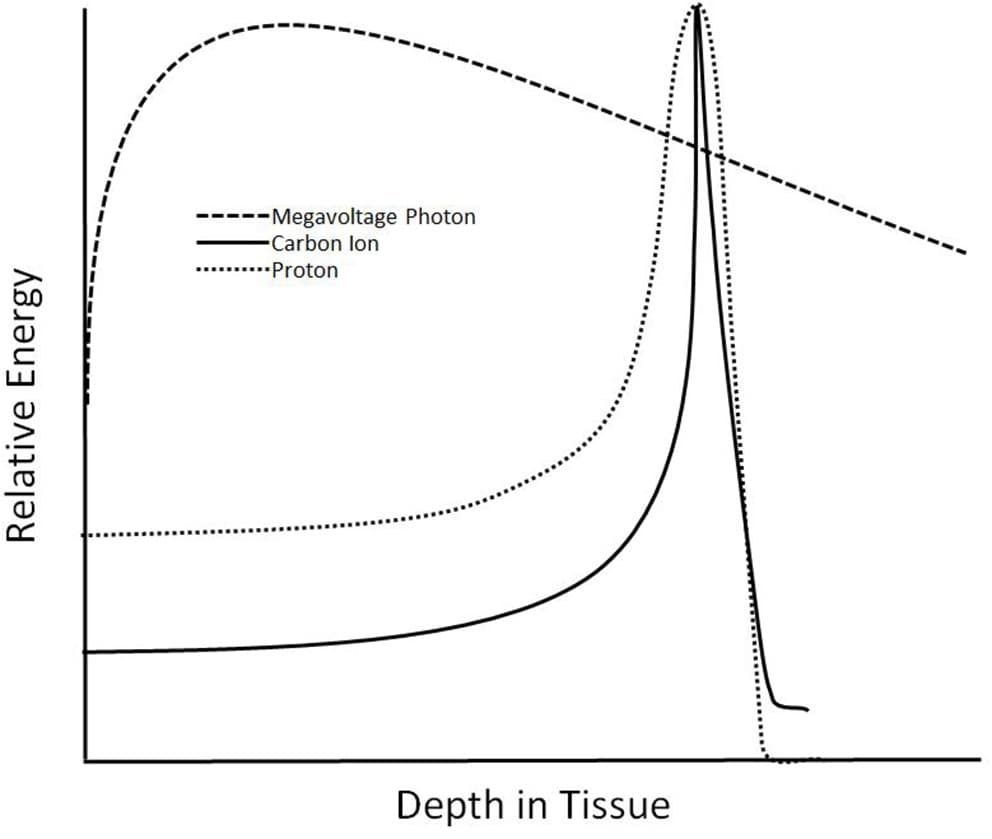 Megavoltage Photon
Carbon Ion
Proton
Relative Energy
Depth in Tissue